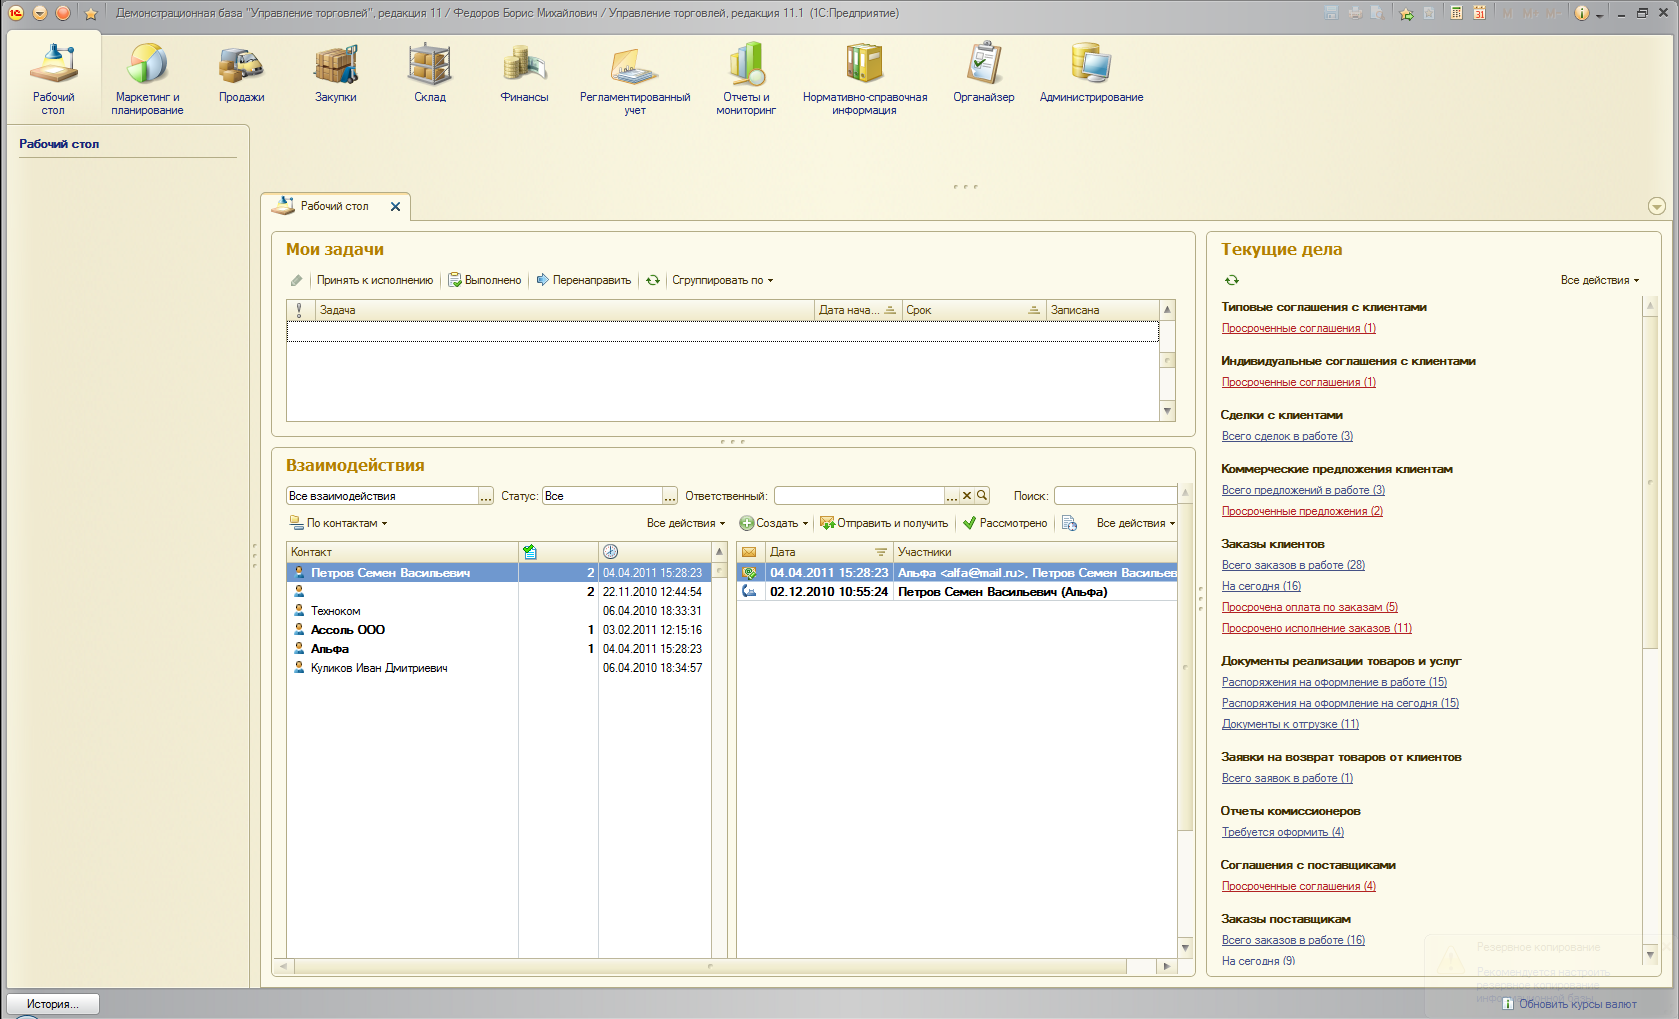 Демонстрационная база "Управление торговлей", редакция 11 / Федоров Борис Михайлович / Управление торговлей, редакция 11.1 (1С:Предприятие)
Рабочий стол
Маркетинг и планирование
Продажи
Закупки
Склад
Финансы
Регламентированный учет
Отчеты и мониторинг
Нормативно-справочная информация
Органайзер
Администрирование
Рабочий стол
Рабочий стол
Мои задачи
Принять к исполнению
Выполнено
Перенаправить
Сгруппировать по
Задача
Дата нача...
Срок
Записана
Взаимодействия
Все взаимодействия
Статус: Все
Ответственный:
Поиск:
По контактам
Все действия
Создать
Отправить и получить
Рассмотрено
Все действия
Контакт
Петров Семен Васильевич 2 04.04.2011 15:28:23
2 22.11.2010 12:44:54
Техноком 06.04.2010 18:33:31
Ассоль ООО 1 03.02.2011 12:15:16
Альфа 1 04.04.2011 15:28:23
Куликов Иван Дмитриевич 06.04.2010 18:34:57
Дата Участники
04.04.2011 15:28:23 Альфа <alfa@mail.ru>, Петров Семен Васильев
02.12.2010 10:55:24 Петров Семен Васильевич (Альфа)
Текущие дела
Все действия
Типовые соглашения с клиентами
Просроченные соглашения (1)
Индивидуальные соглашения с клиентами
Просроченные соглашения (1)
Сделки с клиентами
Всего сделок в работе (3)
Коммерческие предложения клиентам
Всего предложений в работе (3)
Просроченные предложения (2)
Заказы клиентов
Всего заказов в работе (28)
На сегодня (16)
Просрочена оплата по заказам (5)
Просрочено исполнение заказов (11)
Документы реализации товаров и услуг
Распоряжения на оформление в работе (15)
Распоряжения на оформление на сегодня (15)
Документы к отгрузке (11)
Заявки на возврат товаров от клиентов
Всего заявок в работе (1)
Отчеты комиссионеров
Требуется оформить (4)
Соглашения с поставщиками
Просроченные соглашения (4)
Заказы поставщикам
Всего заказов в работе (16)
На сегодня (9)
Резервное копирование
Рекомендуется настроить
резервное копирование
информационной базы
Обновить курсы валют
История...